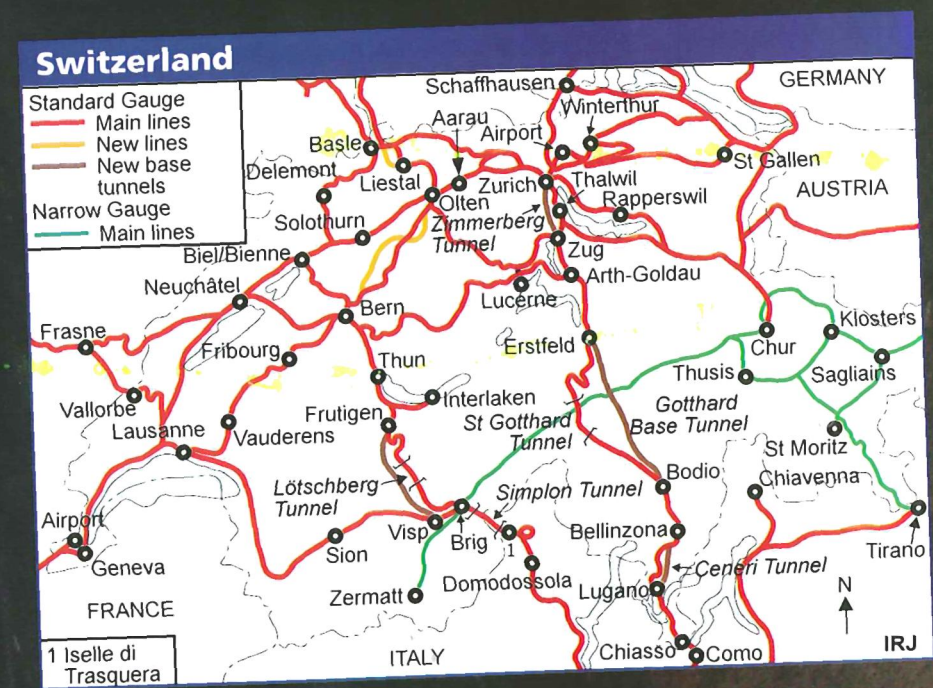 Switzerland
Standard Gauge
Main lines
New lines
New base
tunnels
Narrow Gauge
Main lines
Schaffhausen
GERMANY
Winterthur
Aarau
Airport
Basle
St Gallen
Delemont
Liestal
Zurich
Thalwil
AUSTRIA
Olten
Rapperswil
Solothurn
Zimmerberg
Tunnel
Zug
Biel/Bienne
Arth-Goldau
Neuchâtel
Lucerne
Bern
Frasne
Klosters
Fribourg
Erstfeld
Chur
Thun
Thusis
Sagliains
Vallorbe
Interlaken
Gotthard
Base Tunnel
Frutigen
St Gotthard
Tunnel
Lausanne
Vauderens
St Moritz
Bodio
Chiavenna
Lötschberg
Tunnel
Simplon Tunnel
Airport
Visp
Brig
1
Bellinzona
Tirano
Geneva
Sion
Domodossola
Ceneri Tunnel
Zermatt
Lugano
N
FRANCE
1 Iselle di
Trasquera
ITALY
Chiasso
Como
IRJ